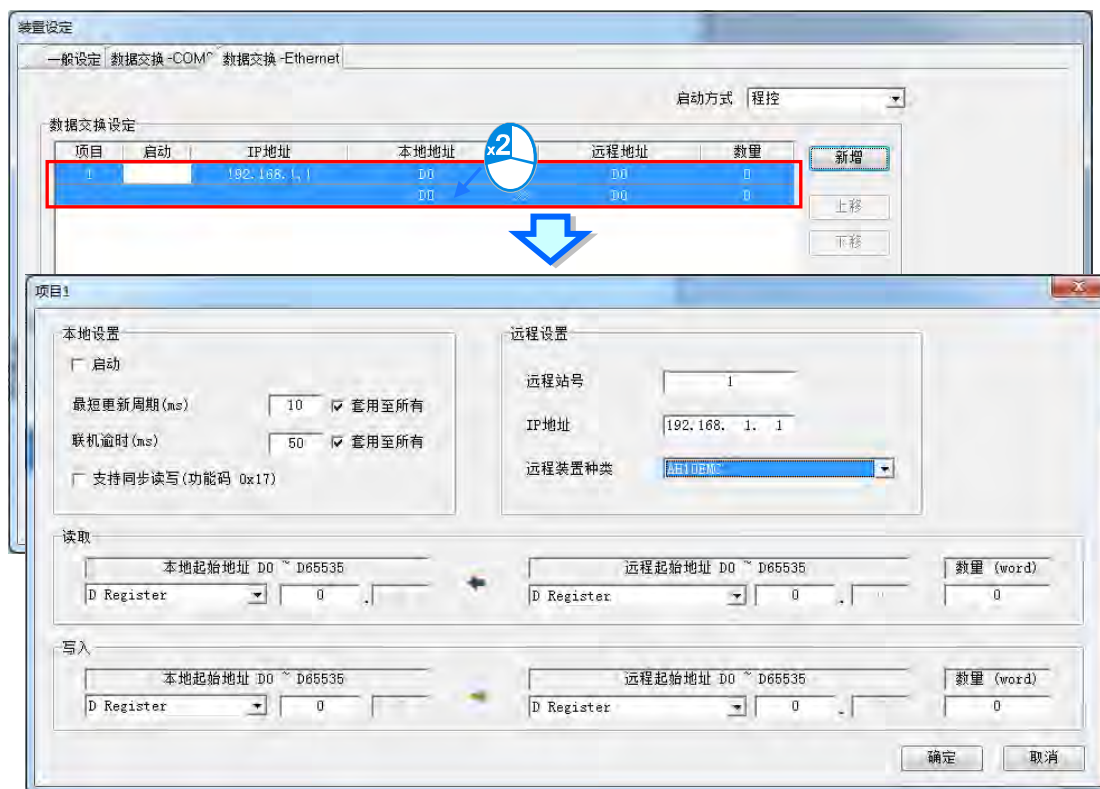 装置设定
一般设定 数据交换-COM 数据交换-Ethernet
启动方式 程控
数据交换设定
项目 启动 IP地址 本地地址 远程地址 数量 新增
x2
1 192.168.1.1 D0 D0 0
D0 D0 0
上移
下移
项目1
本地设置 远程设置
启动
远程站号 1
最短更新周期(ms) 10 套用至所有
IP地址 192.168. 1. 1
联机逾时(ms) 50 套用至所有
远程装置种类 AH10EMC
支持同步读写(功能码 0x17)
读取
本地起始地址 D0 ~ D65535 远程起始地址 D0 ~ D65535 数量 (word)
D Register 0 . D Register 0 . 0
写入
本地起始地址 D0 ~ D65535 远程起始地址 D0 ~ D65535 数量 (word)
D Register 0 D Register 0 . 0
确定 取消